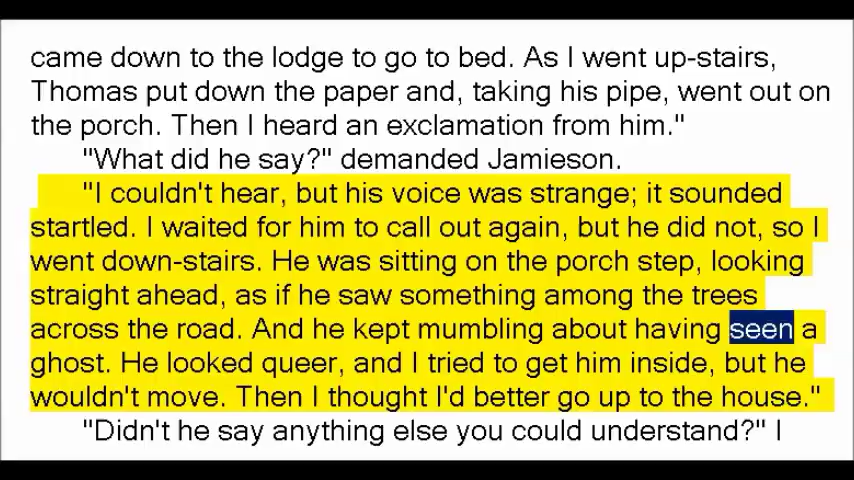 came down to the lodge to go to bed. As I went up-stairs,
Thomas put down the paper and, taking his pipe, went out on
the porch. Then I heard an exclamation from him."
"What did he say?" demanded Jamieson.
"I couldn't hear, but his voice was strange; it sounded
startled. I waited for him to call out again, but he did not, so I
went down-stairs. He was sitting on the porch step, looking
straight ahead, as if he saw something among the trees
across the road. And he kept mumbling about having seen a
ghost. He looked queer, and I tried to get him inside, but he
wouldn't move. Then I thought I'd better go up to the house."
"Didn't he say anything else you could understand?" I